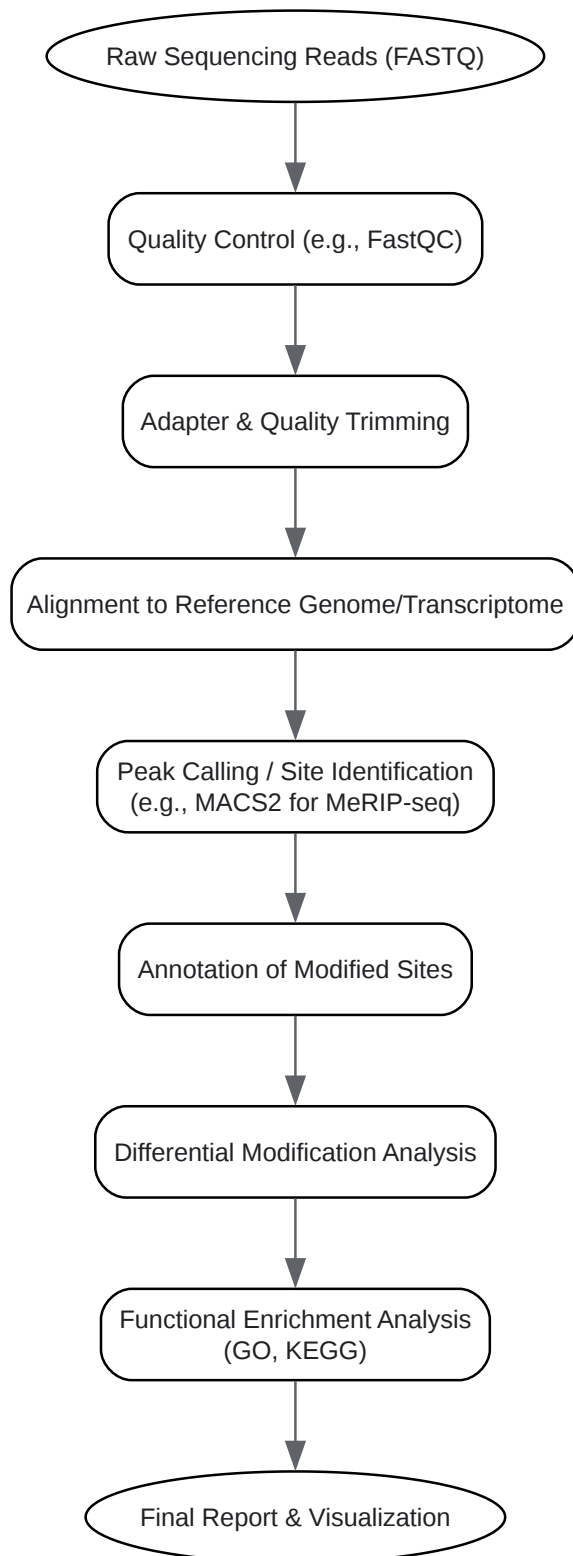 Raw Sequencing Reads (FASTQ)
Quality Control (e.g., FastQC)
Adapter & Quality Trimming
Alignment to Reference Genome/Transcriptome
Peak Calling / Site Identification
(e.g., MACS2 for MeRIP-seq)
Annotation of Modified Sites
Differential Modification Analysis
Functional Enrichment Analysis
(GO, KEGG)
Final Report & Visualization